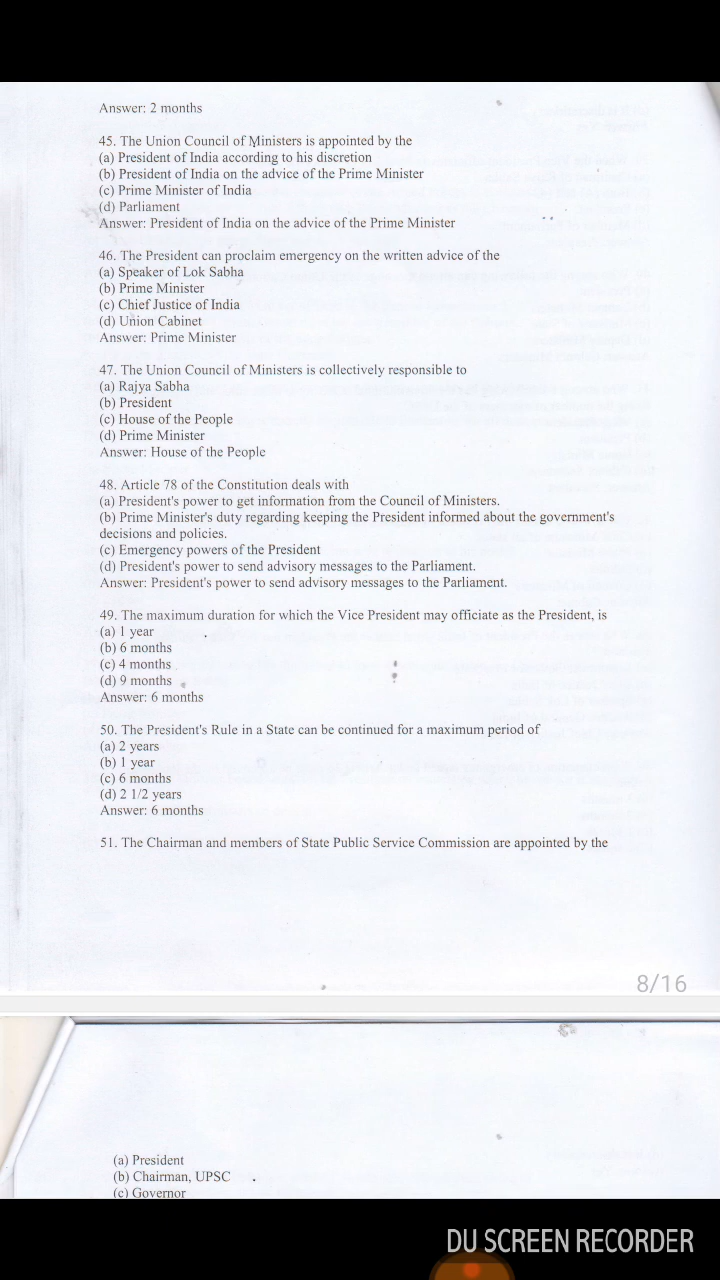 Answer: 2 months
45. The Union Council of Ministers is appointed by the
(a) President of India according to his discretion
(b) President of India on the advice of the Prime Minister
(c) Prime Minister of India
(d) Parliament
Answer: President of India on the advice of the Prime Minister
46. The President can proclaim emergency on the written advice of the
(a) Speaker of Lok Sabha
(b) Prime Minister
(c) Chief Justice of India
(d) Union Cabinet
Answer: Prime Minister
47. The Union Council of Ministers is collectively responsible to
(a) Rajya Sabha
(b) President
(c) House of the People
(d) Prime Minister
Answer: House of the People
48. Article 78 of the Constitution deals with
(a) President's power to get information from the Council of Ministers.
(b) Prime Minister's duty regarding keeping the President informed about the government's
decisions and policies.
(c) Emergency powers of the President
(d) President's power to send advisory messages to the Parliament.
Answer: President's power to send advisory messages to the Parliament.
49. The maximum duration for which the Vice President may officiate as the President, is
(a) 1 year
(b) 6 months
(c) 4 months
(d) 9 months
Answer: 6 months
50. The President's Rule in a State can be continued for a maximum period of
(a) 2 years
(b) 1 year
(c) 6 months
(d) 2 1/2 years
Answer: 6 months
51. The Chairman and members of State Public Service Commission are appointed by the
8/16
(a) President
(b) Chairman, UPSC
(c) Governor
DU SCREEN RECORDER